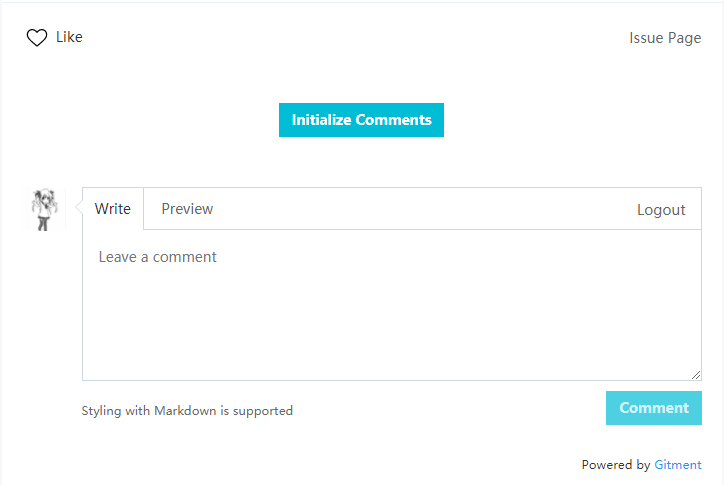 Like
Issue Page
Initialize Comments
Write
Preview
Logout
Leave a comment
Styling with Markdown is supported
Comment
Powered by Gitment